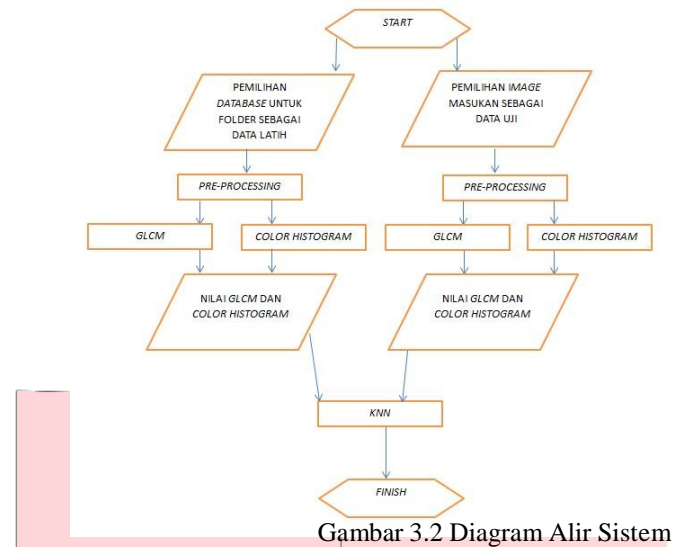 START
PEMILIHAN
DATABASE UNTUK
FOLDER SEBAGAI
DATA LATIH
PEMILIHAN IMAGE
MASUKAN SEBAGAI
DATA UJI
PRE-PROCESSING
PRE-PROCESSING
GLCM
COLOR HISTOGRAM
GLCM
COLOR HISTOGRAM
NILAI GLCM DAN
COLOR HISTOGRAM
NILAI GLCM DAN
COLOR HISTOGRAM
KNN
FINISH
Gambar 3.2 Diagram Alir Sistem